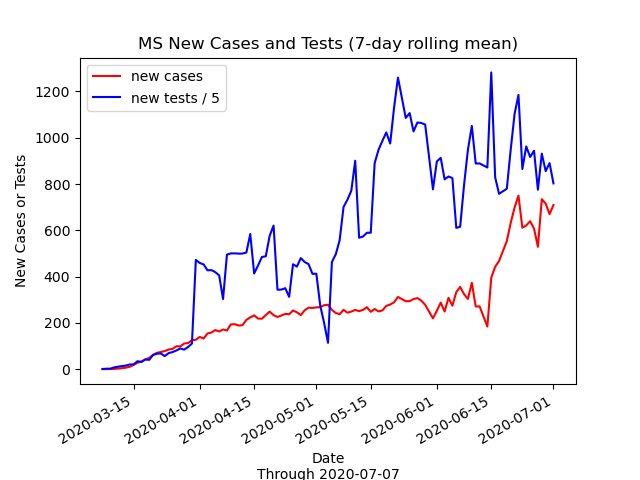 MS New Cases and Tests (7-day rolling mean)
new cases
new tests / 5
New Cases or Tests
1200
1000
800
600
400
200
0
2020-03-15
2020-04-01
2020-04-15
2020-05-01
2020-05-15
2020-06-01
2020-06-15
2020-07-01
Date
Through 2020-07-07